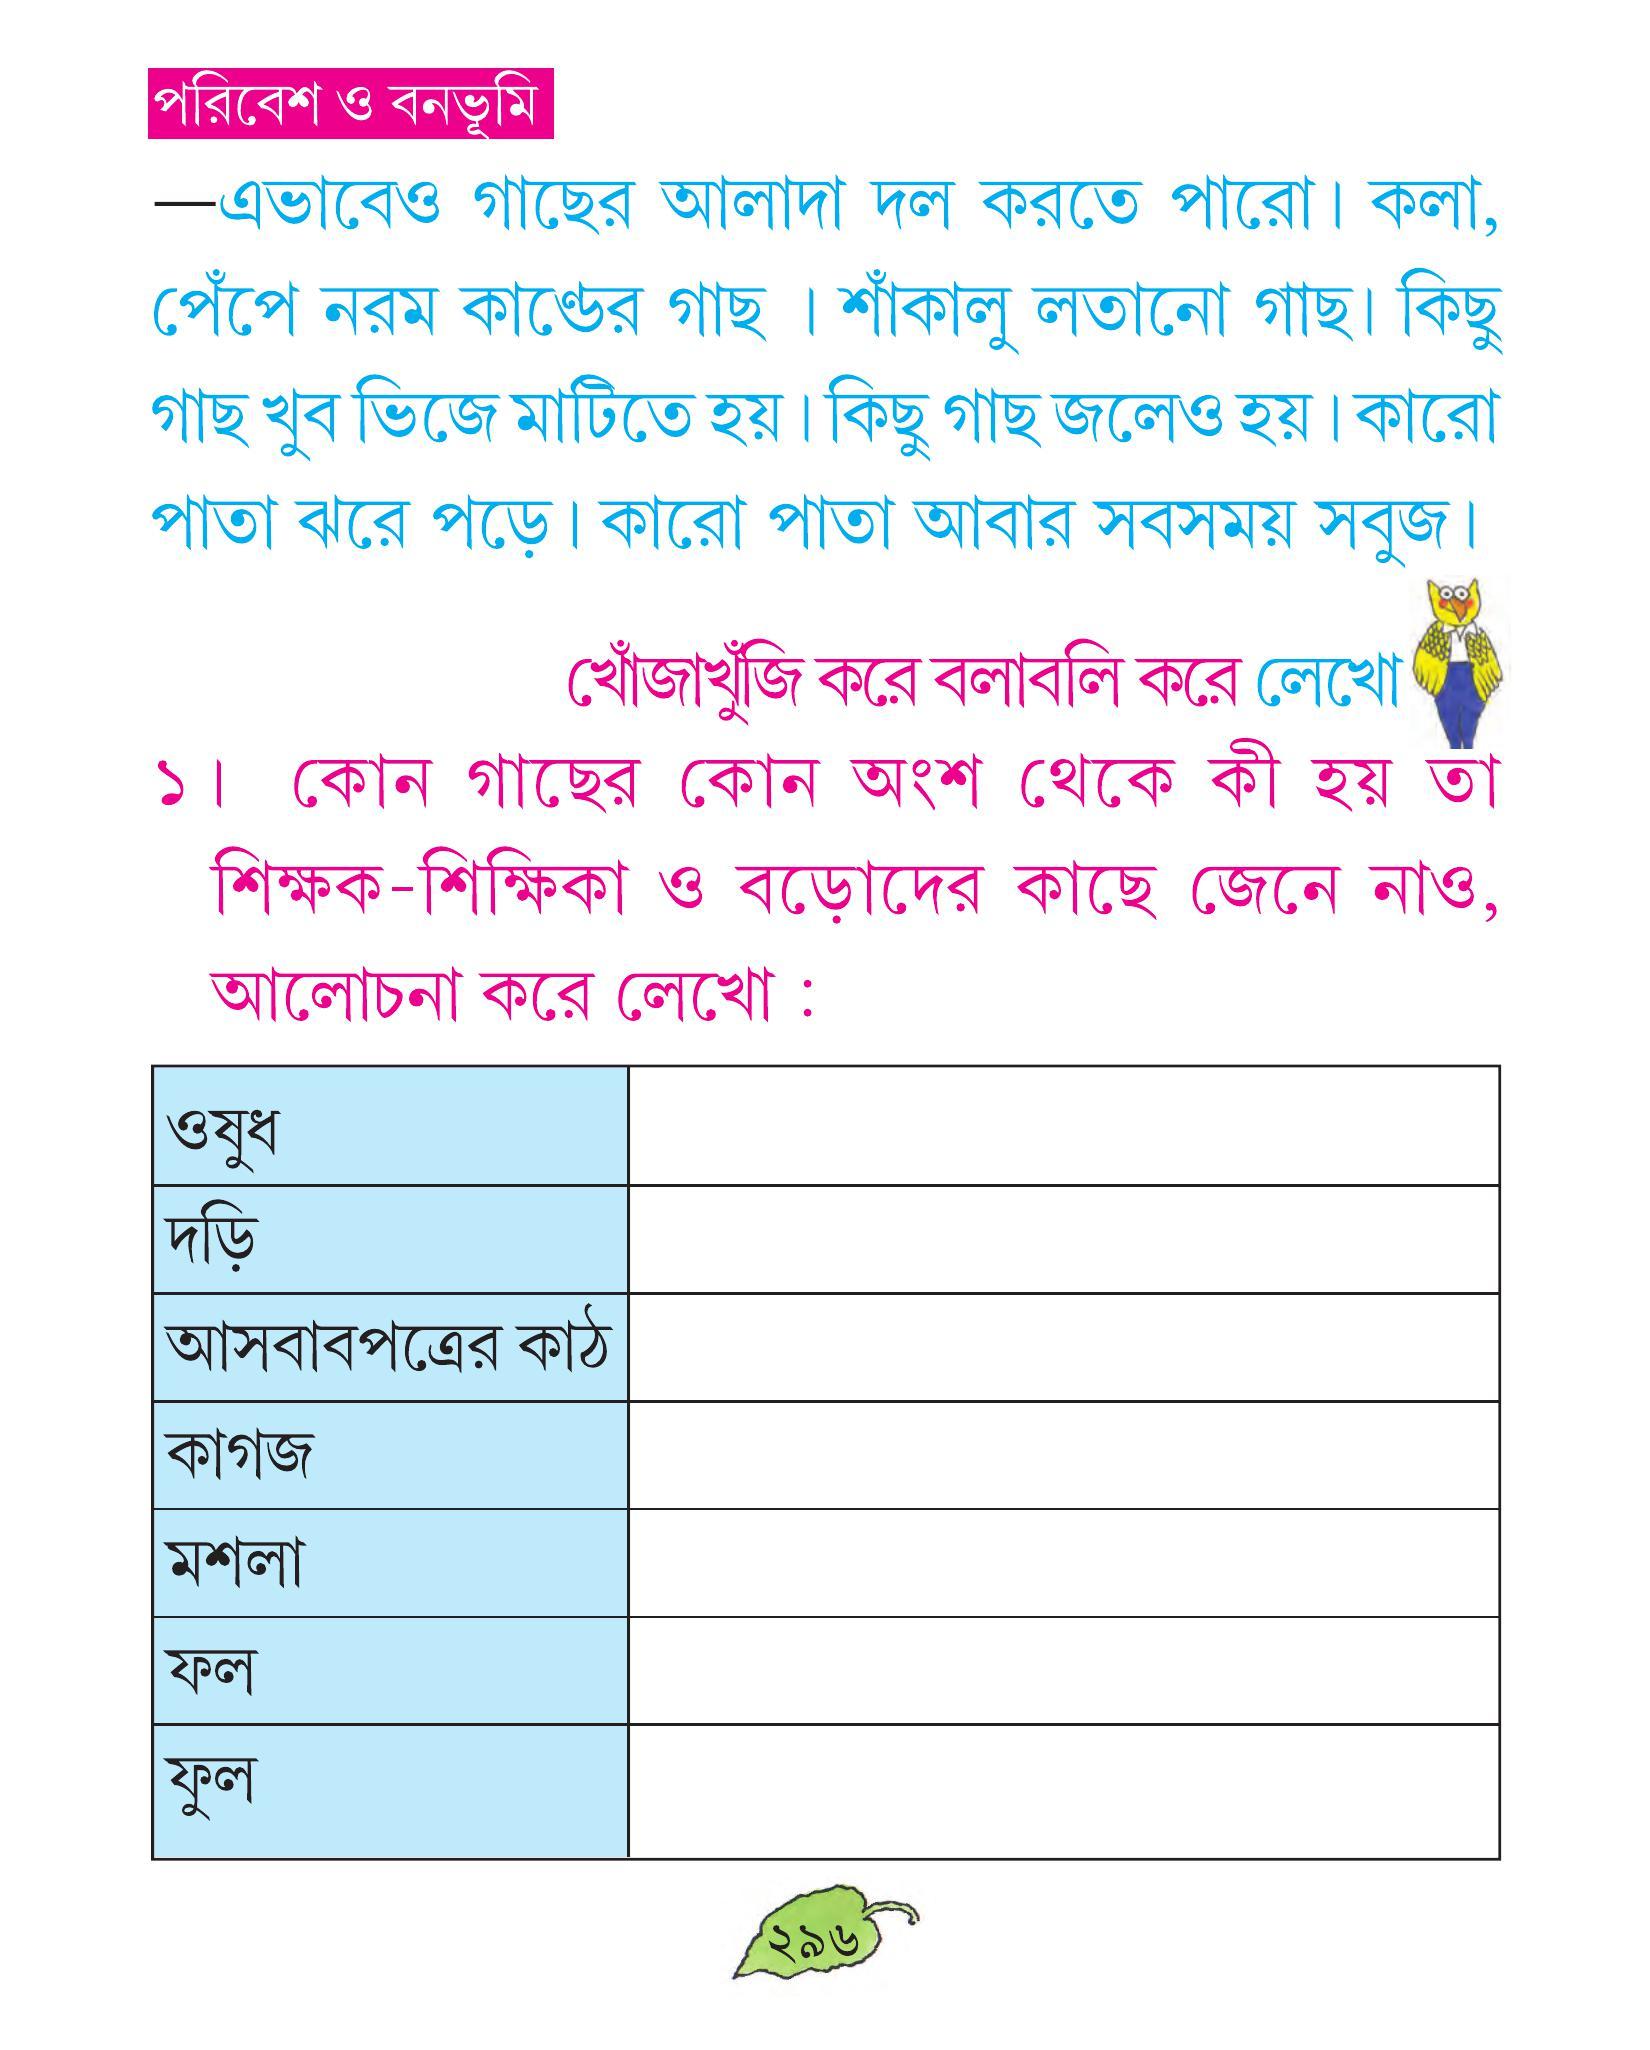 পরিবেশ ও বনভূমি
—এভাবেও গাছের আলাদা দল করতে পারো। কলা,
পেঁপে নরম কাণ্ডের গাছ । শাঁকালু লতানো গাছ। কিছু
গাছ খুব ভিজে মাটিতে হয়। কিছু গাছ জলেও হয়। কারো
পাতা ঝরে পড়ে। কারো পাতা আবার সবসময় সবুজ।
খোঁজাখুঁজি করে বলাবলি করে লেখো
১। কোন গাছের কোন অংশ থেকে কী হয় তা
শিক্ষক-শিক্ষিকা ও বড়োদের কাছে জেনে নাও,
আলোচনা করে লেখো :
ওষুধ
দড়ি
আসবাবপত্রের কাঠ
কাগজ
মশলা
ফল
ফুল
২৯৬